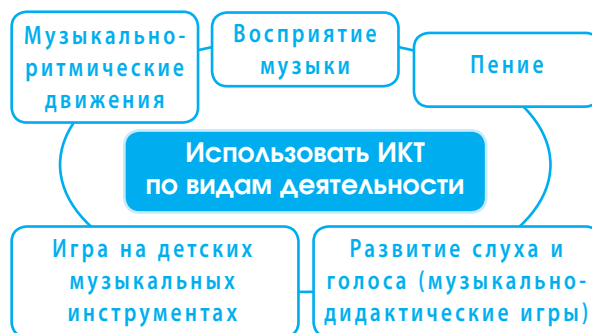 Музыкально-
ритмические
движения
Восприятие
музыки
Пение
Использовать ИКТ
по видам деятельности
Игра на детских
музыкальных
инструментах
Развитие слуха и
голоса (музыкально-
дидактические игры)